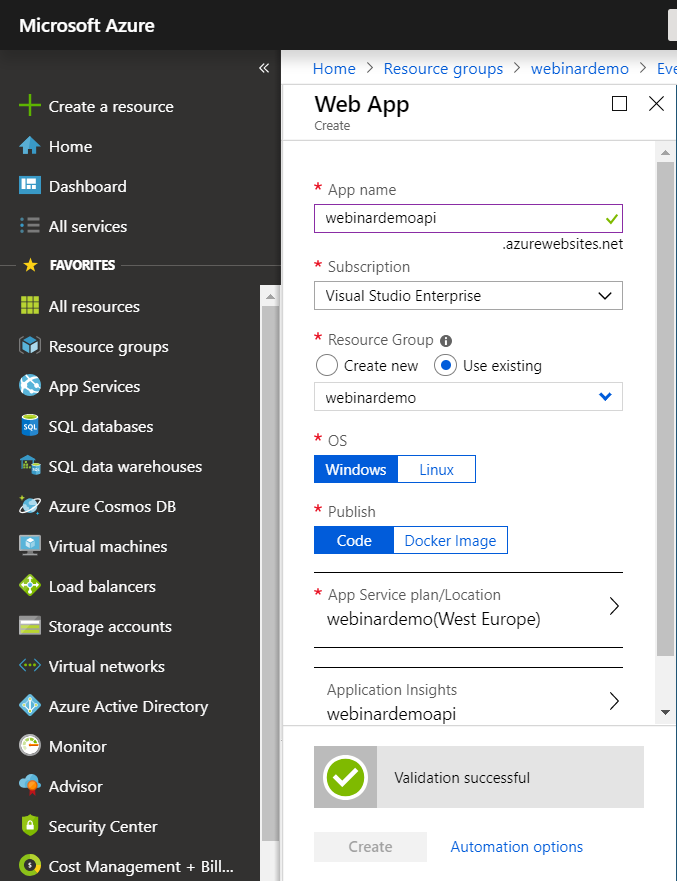 Microsoft Azure
«
Create a resource
Home
Dashboard
All services
FAVORITES
All resources
Resource groups
App Services
SQL databases
SQL data warehouses
Azure Cosmos DB
Virtual machines
Load balancers
Storage accounts
Virtual networks
Azure Active Directory
Monitor
Advisor
Security Center
Cost Management + Bill...
Home > Resource groups > webinardemo > Eve
Web App
Create
* App name
webinardemoapi
.azurewebsites.net
* Subscription
Visual Studio Enterprise
* Resource Group
Create new Use existing
webinardemo
* OS
Windows Linux
* Publish
Code Docker Image
* App Service plan/Location
webinardemo(West Europe)
Application Insights
webinardemoapi
Validation successful
Create Automation options